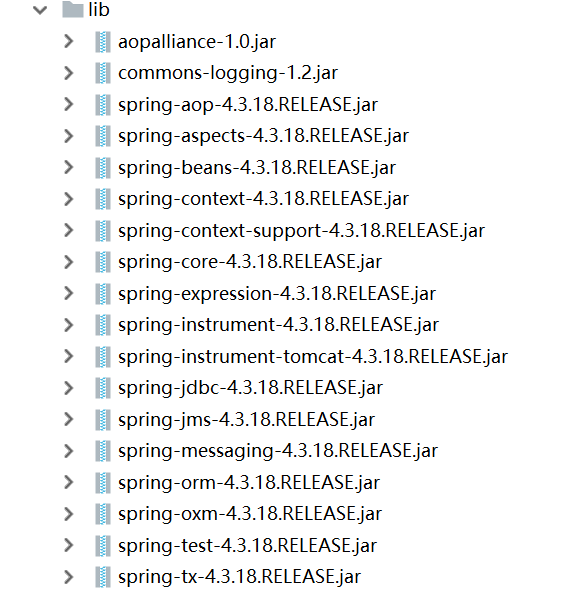 lib
aopalliance-1.0.jar
commons-logging-1.2.jar
spring-aop-4.3.18.RELEASE.jar
spring-aspects-4.3.18.RELEASE.jar
spring-beans-4.3.18.RELEASE.jar
spring-context-4.3.18.RELEASE.jar
spring-context-support-4.3.18.RELEASE.jar
spring-core-4.3.18.RELEASE.jar
spring-expression-4.3.18.RELEASE.jar
spring-instrument-4.3.18.RELEASE.jar
spring-instrument-tomcat-4.3.18.RELEASE.jar
spring-jdbc-4.3.18.RELEASE.jar
spring-jms-4.3.18.RELEASE.jar
spring-messaging-4.3.18.RELEASE.jar
spring-orm-4.3.18.RELEASE.jar
spring-oxm-4.3.18.RELEASE.jar
spring-test-4.3.18.RELEASE.jar
spring-tx-4.3.18.RELEASE.jar